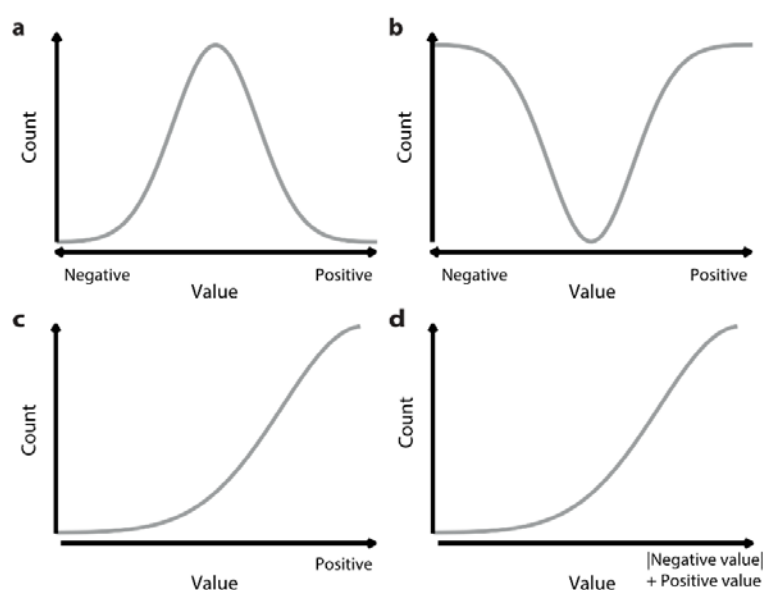 a
Count
Negative
Positive
Value
b
Count
Negative
Positive
Value
c
Count
Positive
Value
d
Count
|Negative value|
+ Positive value
Value